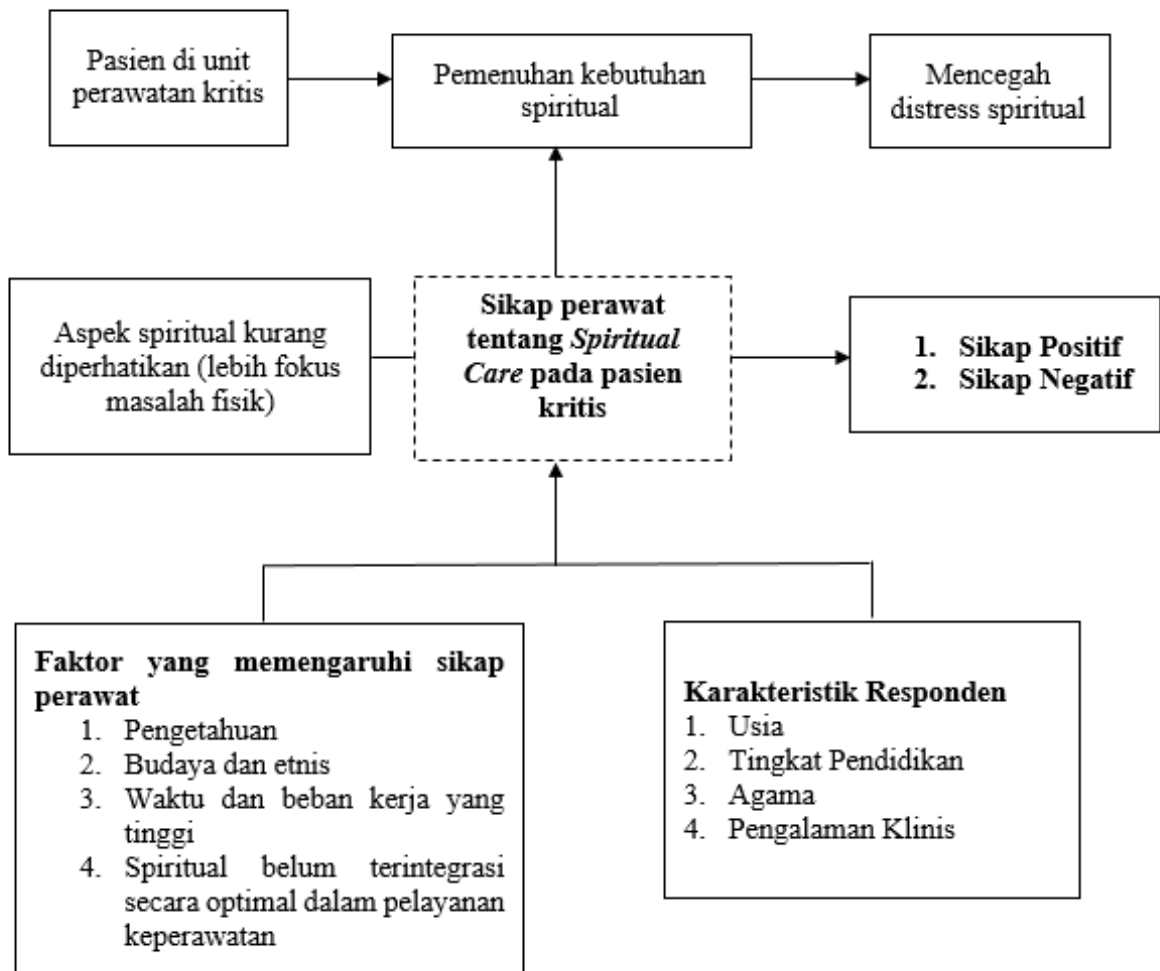 Pasien di unit
perawatan kritis
Pemenuhan kebutuhan
spiritual
Mencegah
distress spiritual
Aspek spiritual kurang
diperhatikan (lebih fokus
masalah fisik)
Sikap perawat
tentang Spiritual
Care pada pasien
kritis
1. Sikap Positif
2. Sikap Negatif
Faktor yang memengaruhi sikap
perawat
1. Pengetahuan
2. Budaya dan etnis
3. Waktu dan beban kerja yang
tinggi
4. Spiritual belum terintegrasi
secara optimal dalam pelayanan
keperawatan
Karakteristik Responden
1. Usia
2. Tingkat Pendidikan
3. Agama
4. Pengalaman Klinis